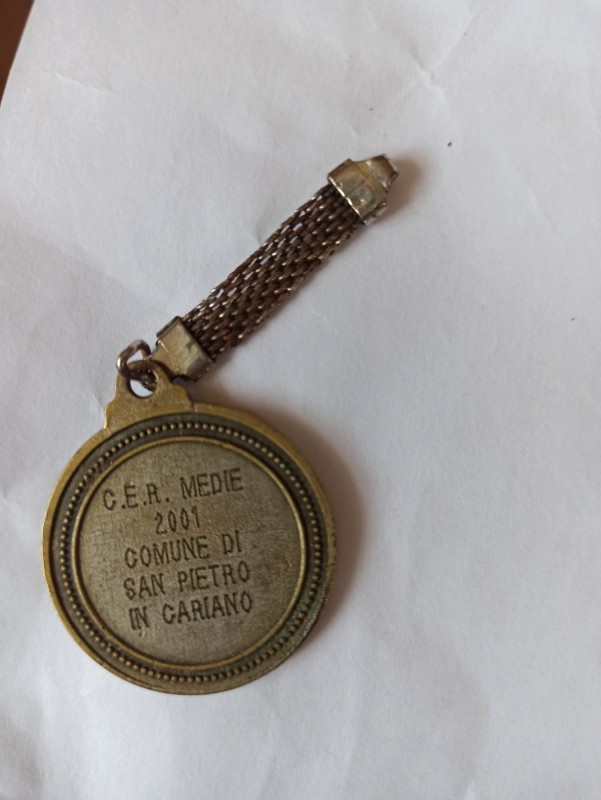 C.E.R. MEDIE
2001
COMUNE DI
SAN PIETRO
IN CARIANO